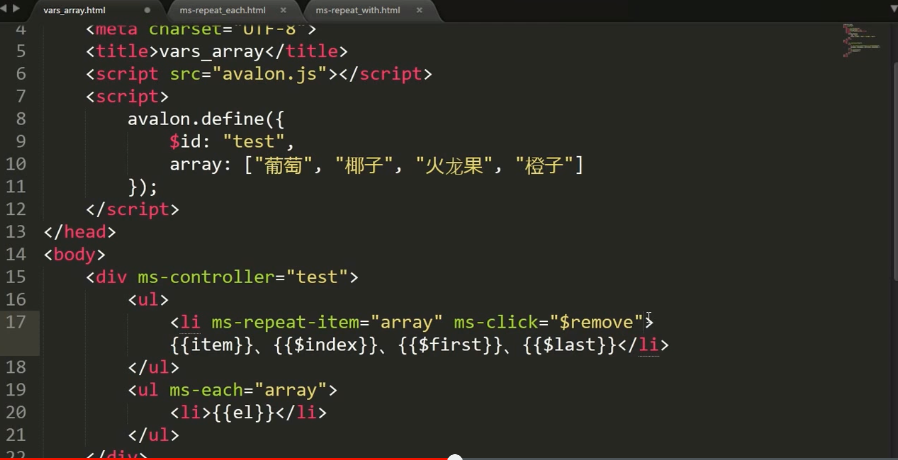 vars_array.html ms-repeat_each.html ms-repeat_with.html
4 <meta charset="UTF-8">
5 <title>vars_array</title>
6 <script src="avalon.js"></script>
7 <script>
8 avalon.define({
9 $id: "test",
10 array: ["葡萄", "椰子", "火龙果", "橙子"]
11 });
12 </script>
13 </head>
14 <body>
15 <div ms-controller="test">
16 <ul>
17 <li ms-repeat-item="array" ms-click="$remove">
{{item}}、{{$index}}、{{$first}}、{{$last}}</li>
18 </ul>
19 <ul ms-each="array">
20 <li>{{el}}</li>
21 </ul>
22 </div>